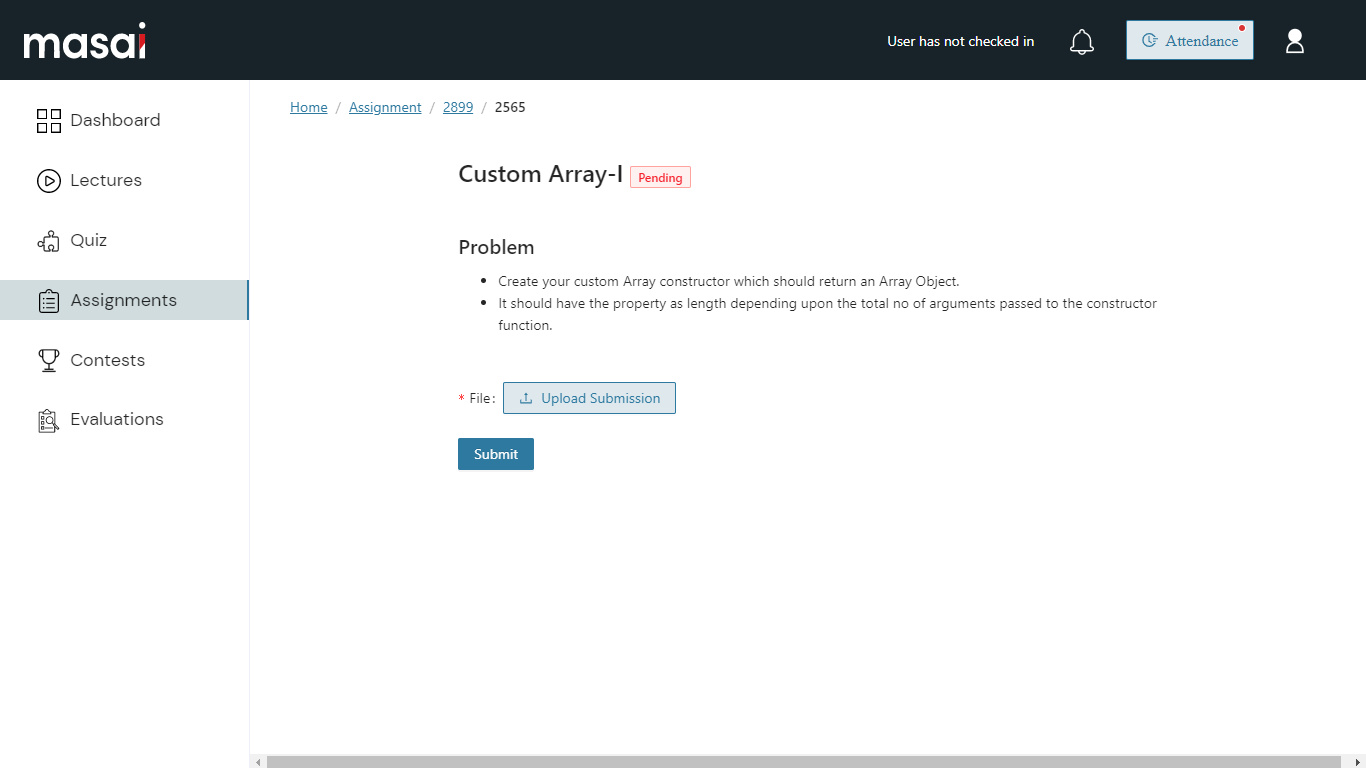 masai
User has not checked in
Attendance
Dashboard
Lectures
Quiz
Assignments
Contests
Evaluations
Home / Assignment / 2899 / 2565
Custom Array-I Pending
Problem
Create your custom Array constructor which should return an Array Object.
It should have the property as length depending upon the total no of arguments passed to the constructor
function.
* File: Upload Submission
Submit